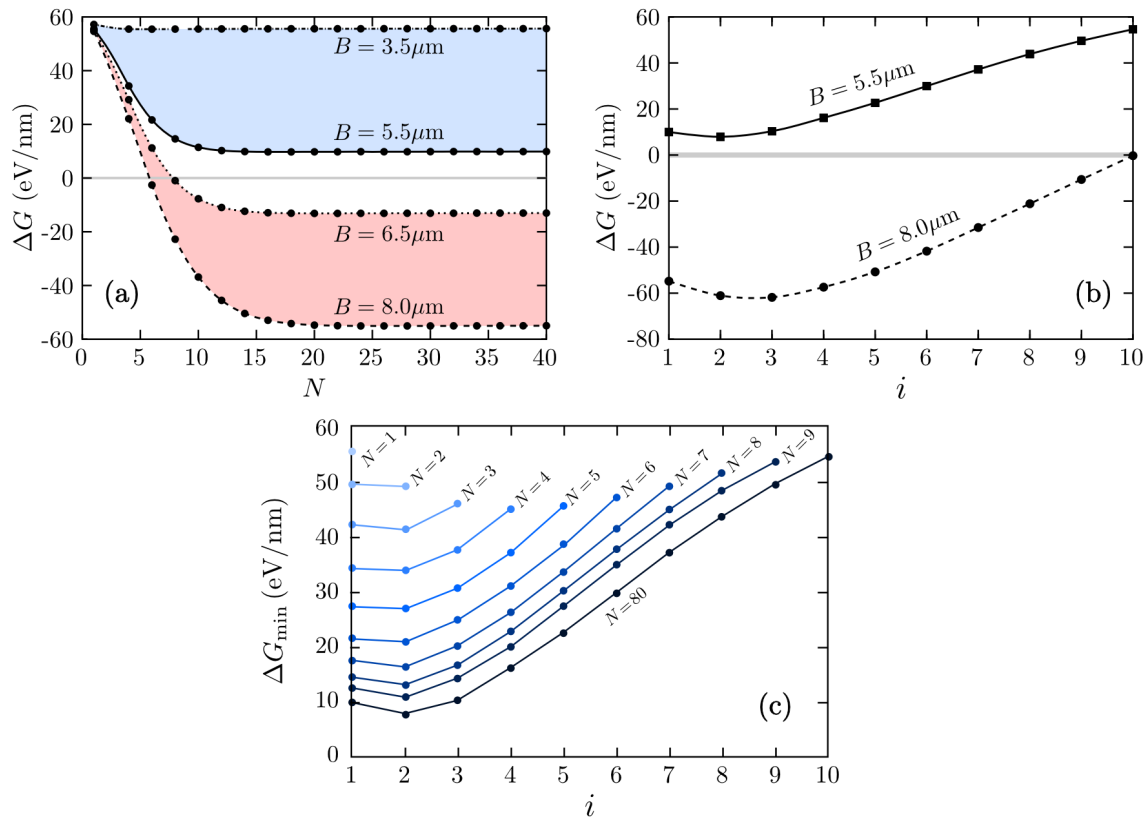 60
40
20
0
-20
-40
-60
ΔG (eV/nm)
B = 3.5μm
B = 5.5μm
B = 6.5μm
B = 8.0μm
(a)
0 5 10 15 20 25 30 35 40
N
60
40
20
0
-20
-40
-60
-80
ΔG (eV/nm)
B = 5.5μm
B = 8.0μm
(b)
1 2 3 4 5 6 7 8 9 10
i
60
50
40
30
20
10
0
ΔG_min (eV/nm)
N=1
N=2
N=3
N=4
N=5
N=6
N=7
N=8
N=9
N=80
(c)
1 2 3 4 5 6 7 8 9 10
i